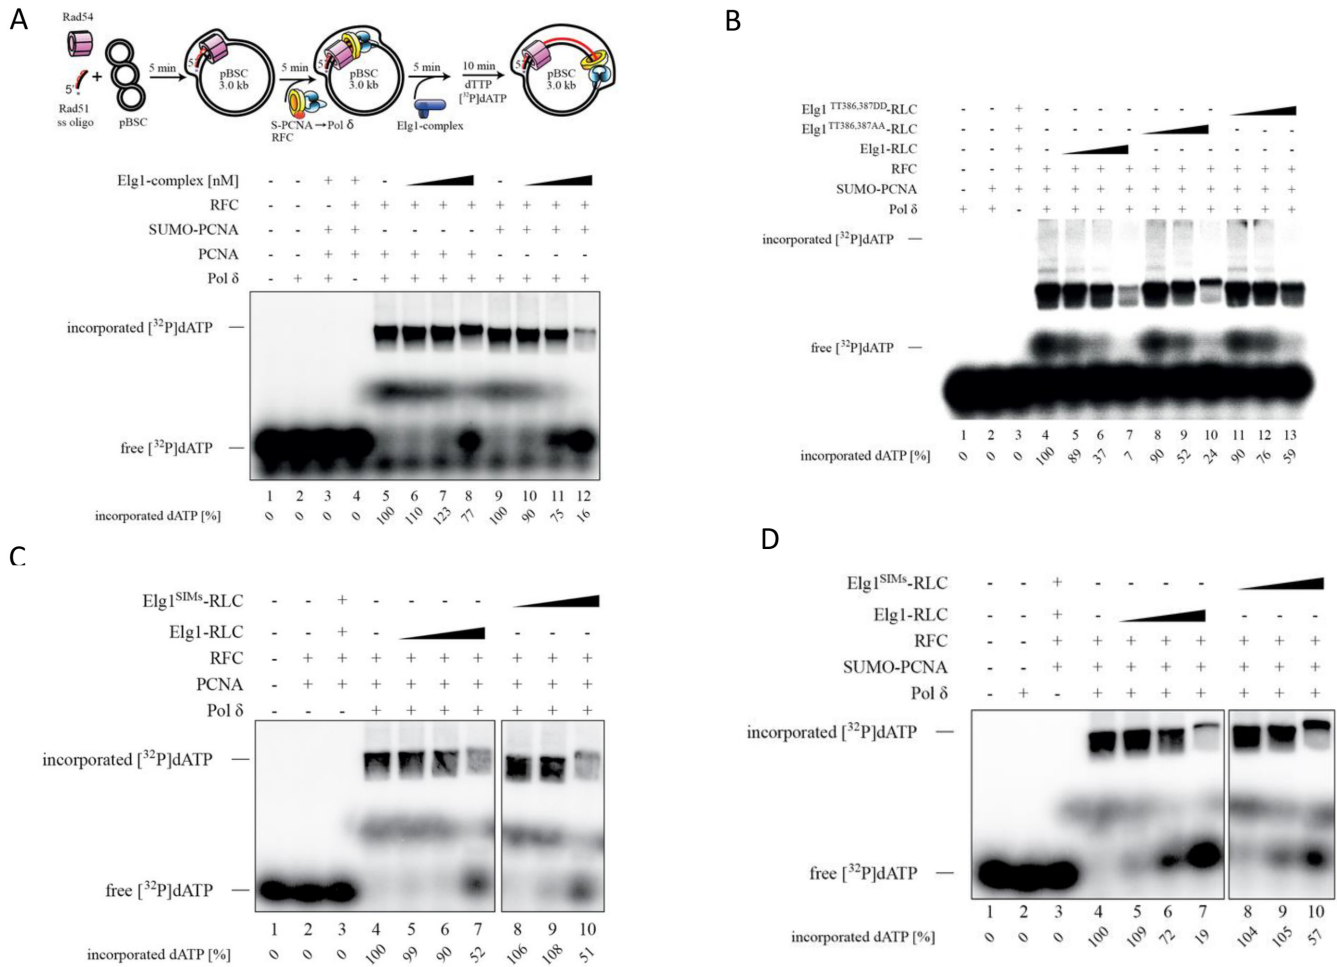 A
Rad54
5'
Rad51
ss oligo
+
pBSC
5 min
5'
pBSC
3.0 kb
5 min
S-PCNA → Pol δ
RFC
5'
pBSC
3.0 kb
5 min
Elg1-complex
10 min
dTTP
[³²P]dATP
5'
pBSC
3.0 kb
Elg1-complex [nM] - - + + - -
RFC - - - + + + + + + + + +
SUMO-PCNA - - + + - - - - + + + +
PCNA - - + + + + + + - - - -
Pol δ - + + - + + + + + + + +
incorporated [³²P]dATP
free [³²P]dATP
1 2 3 4 5 6 7 8 9 10 11 12
incorporated dATP [%] 0 0 0 0 100 110 123 77 100 90 75 16
B
Elg1 ᵀᵀ³⁸⁶,³⁸⁷ᴰᴰ-RLC - - + - - - - - - -
Elg1ᵀᵀ³⁸⁶,³⁸⁷ᴬᴬ-RLC - - + - - - - - - -
Elg1-RLC - - + - - - - - - -
RFC - - + + + + + + + + + + +
SUMO-PCNA - + + + + + + + + + + + +
Pol δ + + - + + + + + + + + + +
incorporated [³²P]dATP
free [³²P]dATP
1 2 3 4 5 6 7 8 9 10 11 12 13
incorporated dATP [%] 0 0 0 100 89 37 7 90 52 24 90 76 59
C
Elg1ˢᴵᴹˢ-RLC - - + - - - -
Elg1-RLC - - + - - - -
RFC - + + + + + + + + +
PCNA - + + + + + + + + +
Pol δ - - - + + + + + + +
incorporated [³²P]dATP
free [³²P]dATP
1 2 3 4 5 6 7 8 9 10
incorporated dATP [%] 0 0 0 100 99 90 52 106 108 51
D
Elg1ˢᴵᴹˢ-RLC - - + - - - -
Elg1-RLC - - + - - - -
RFC - - + + + + + + + +
SUMO-PCNA - - + + + + + + + +
Pol δ - + - + + + + + + +
incorporated [³²P]dATP
free [³²P]dATP
1 2 3 4 5 6 7 8 9 10
incorporated dATP [%] 0 0 0 100 109 72 19 104 105 57